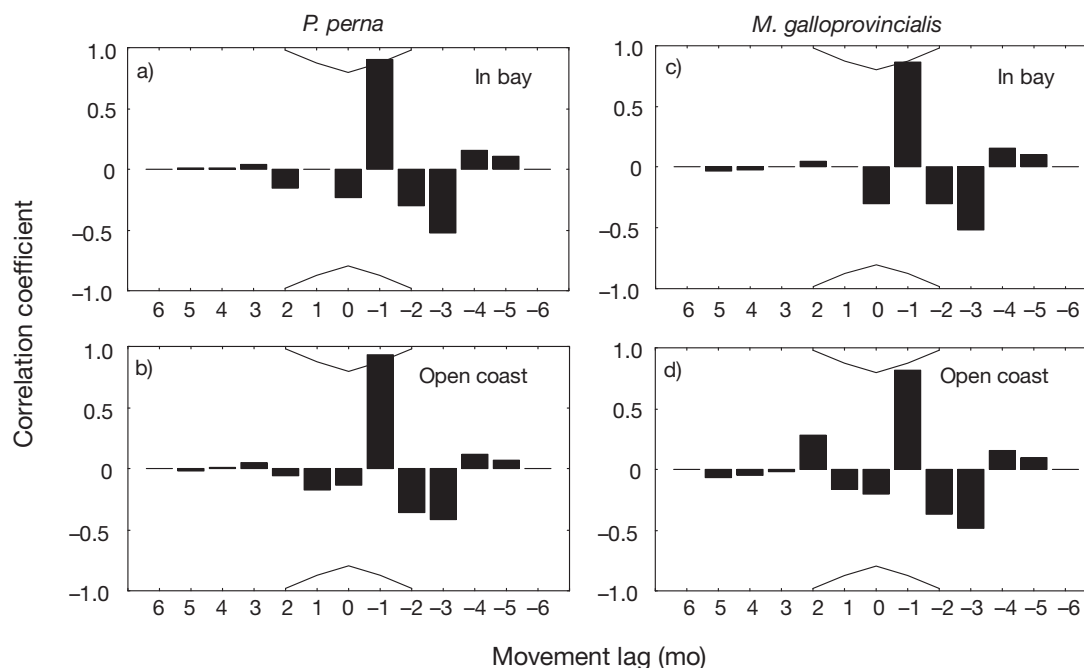 P. perna
M. galloprovincialis
a)
In bay
1.0
0.5
0
–0.5
–1.0
6 5 4 3 2 1 0 –1 –2 –3 –4 –5 –6
c)
In bay
1.0
0.5
0
–0.5
–1.0
6 5 4 3 2 1 0 –1 –2 –3 –4 –5 –6
b)
Open coast
1.0
0.5
0
–0.5
–1.0
6 5 4 3 2 1 0 –1 –2 –3 –4 –5 –6
d)
Open coast
1.0
0.5
0
–0.5
–1.0
6 5 4 3 2 1 0 –1 –2 –3 –4 –5 –6
Correlation coefficient
Movement lag (mo)